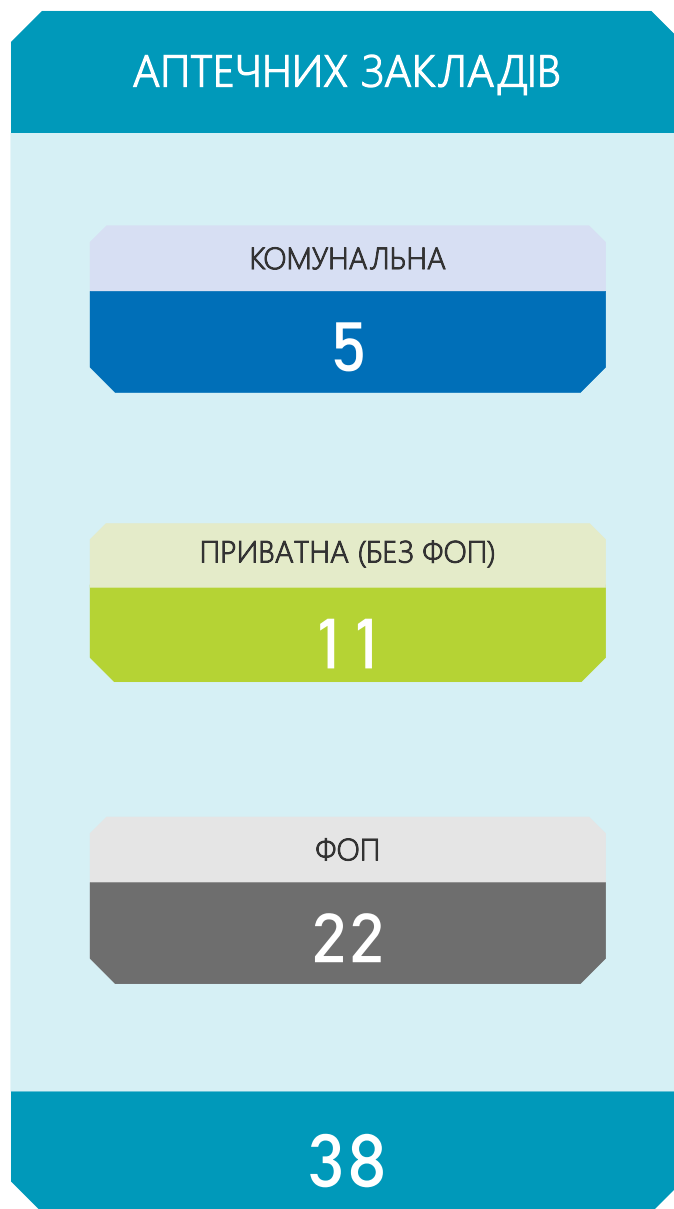 АПТЕЧНИХ ЗАКЛАДІВ
КОМУНАЛЬНА
5
ПРИВАТНА (БЕЗ ФОП)
11
ФОП
22
38